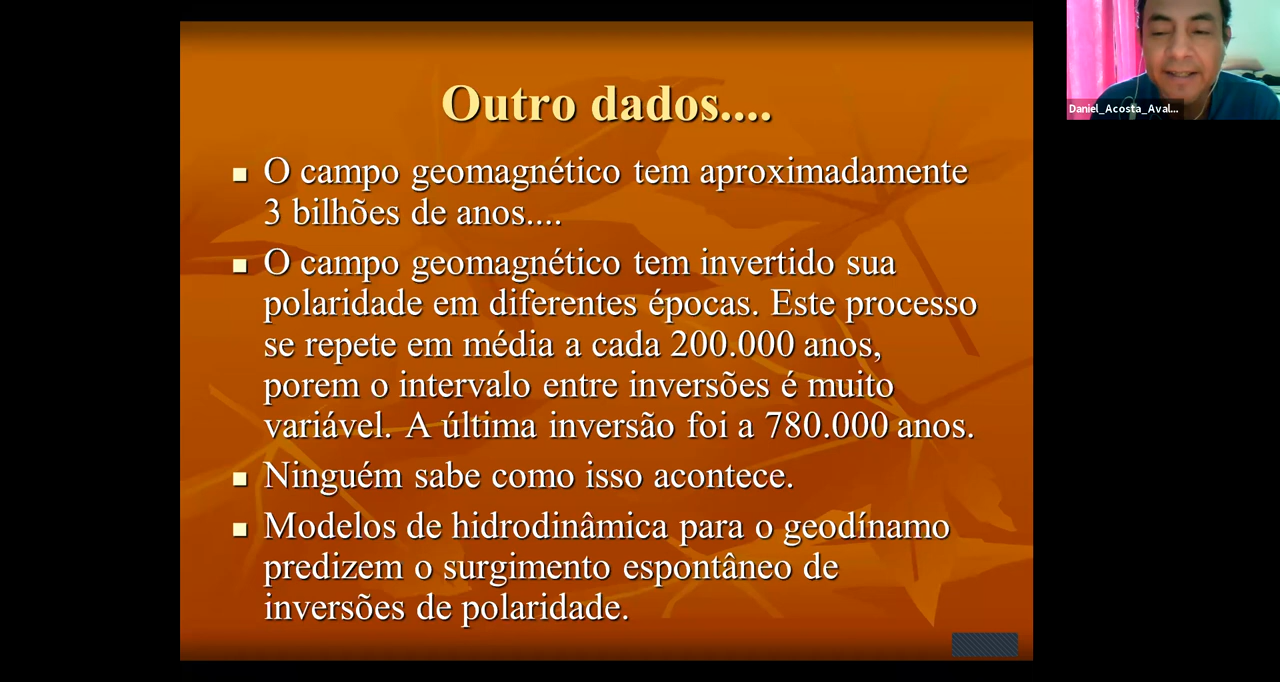 Outro dados....
O campo geomagnético tem aproximadamente
3 bilhões de anos....
O campo geomagnético tem invertido sua
polaridade em diferentes épocas. Este processo
se repete em média a cada 200.000 anos,
porem o intervalo entre inversões é muito
variável. A última inversão foi a 780.000 anos.
Ninguém sabe como isso acontece.
Modelos de hidrodinâmica para o geodínamo
predizem o surgimento espontâneo de
inversões de polaridade.
Daniel_Acosta_Aval...